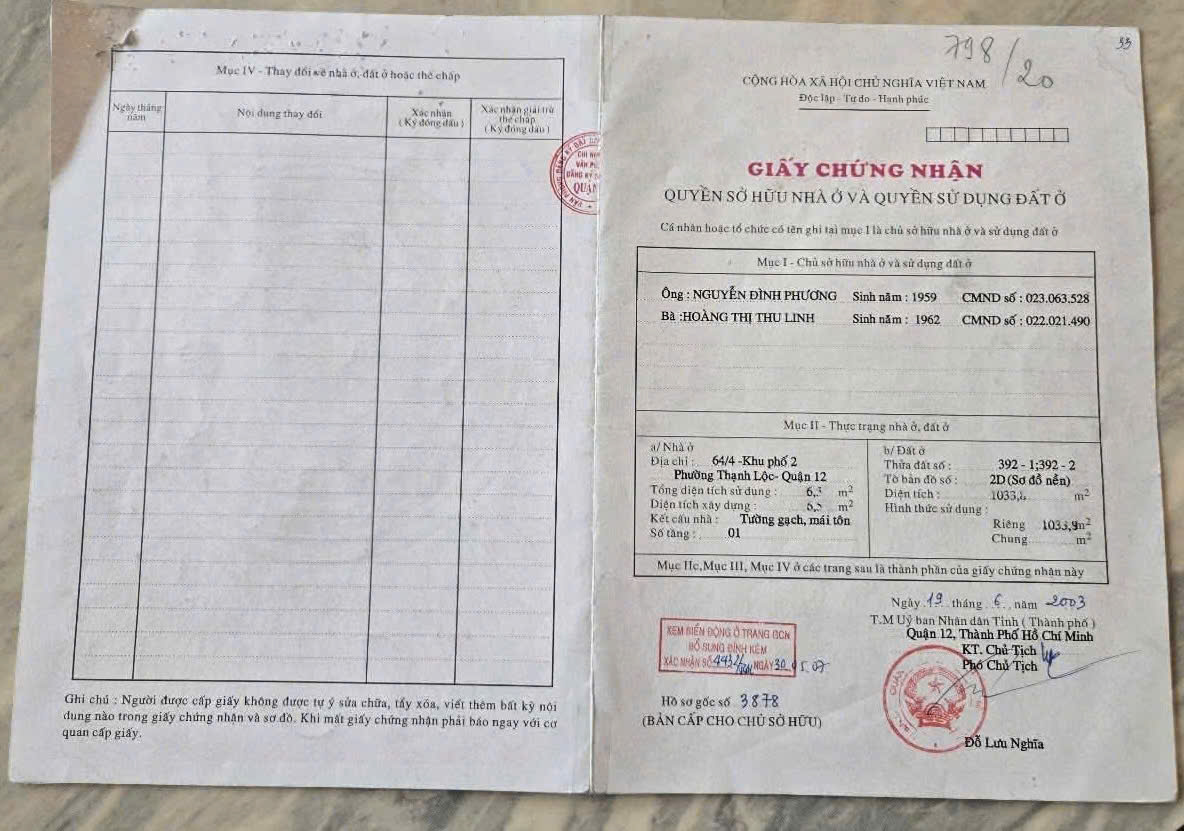 Mục IV - Thay đổi về nhà ở, đất ở hoặc thế chấp
Ngày tháng năm
Nội dung thay đổi
Xác nhận
( Ký đóng dấu )
Xác nhận giải trừ
thế chấp
( Ký đóng dấu )
Ghi chú : Người được cấp giấy không được tự ý sửa chữa, tẩy xóa, viết thêm bất kỳ nội
dung nào trong giấy chứng nhận và sơ đồ. Khi mất giấy chứng nhận phải báo ngay với cơ
quan cấp giấy.
798/20
33
CỘNG HÒA XÃ HỘI CHỦ NGHĨA VIỆT NAM
Độc lập - Tự do - Hạnh phúc
GIẤY CHỨNG NHẬN
QUYỀN SỞ HỮU NHÀ Ở VÀ QUYỀN SỬ DỤNG ĐẤT Ở
Cá nhân hoặc tổ chức có tên ghi tại mục I là chủ sở hữu nhà ở và sử dụng đất ở
Mục I - Chủ sở hữu nhà ở và sử dụng đất ở
Ông : NGUYỄN ĐÌNH PHƯƠNG Sinh năm : 1959 CMND số : 023.063.528
Bà :HOÀNG THỊ THU LINH Sinh năm : 1962 CMND số : 022.021.490
Mục II - Thực trạng nhà ở, đất ở
a/ Nhà ở
Địa chỉ : 64/4 -Khu phố 2
Phường Thạnh Lộc- Quận 12
Tổng diện tích sử dụng : m²
Diện tích xây dựng : m²
Kết cấu nhà : Tường gạch, mái tôn
Số tầng : 01
b/ Đất ở
Thửa đất số : 392 - 1;392 - 2
Tờ bản đồ số : 2D (Sơ đồ nền)
Diện tích : m²
Hình thức sử dụng :
Riêng 1033,9m²
Chung m²
Mục IIc,Mục III, Mục IV ở các trang sau là thành phần của giấy chứng nhận này
Ngày 19 tháng 6 năm 2003
T.M Uỷ ban Nhân dân Tỉnh ( Thành phố )
Quận 12, Thành Phố Hồ Chí Minh
KT. Chủ Tịch
Phó Chủ Tịch
XEM BIẾN ĐỘNG Ở TRANG GCN
BỔ SUNG ĐÍNH KÈM
XÁC NHẬN SỐ NGÀY
Hồ sơ gốc số 3878
(BẢN CẤP CHO CHỦ SỞ HỮU)
Đỗ Lưu Nghĩa